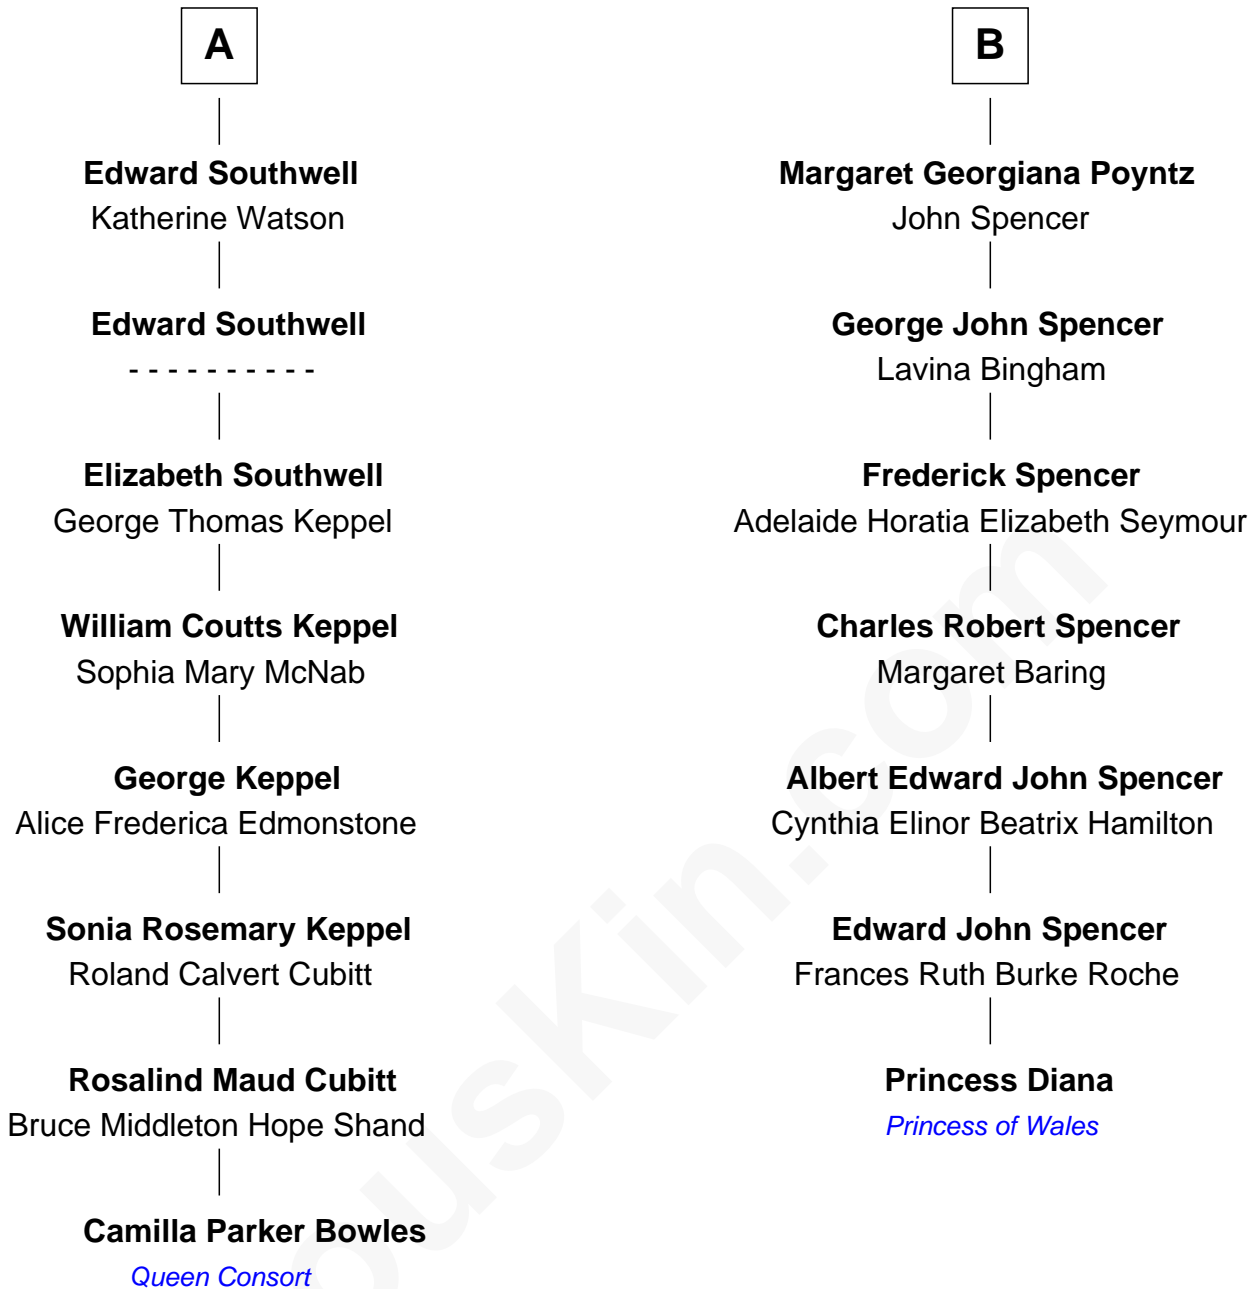 A
Edward Southwell
Katherine Watson
Edward Southwell
- - - - - - - - - -
Elizabeth Southwell
George Thomas Keppel
William Coutts Keppel
Sophia Mary McNab
George Keppel
Alice Frederica Edmonstone
Sonia Rosemary Keppel
Roland Calvert Cubitt
Rosalind Maud Cubitt
Bruce Middleton Hope Shand
Camilla Parker Bowles
Queen Consort
B
Margaret Georgiana Poyntz
John Spencer
George John Spencer
Lavina Bingham
Frederick Spencer
Adelaide Horatia Elizabeth Seymour
Charles Robert Spencer
Margaret Baring
Albert Edward John Spencer
Cynthia Elinor Beatrix Hamilton
Edward John Spencer
Frances Ruth Burke Roche
Princess Diana
Princess of Wales
ousKin.com